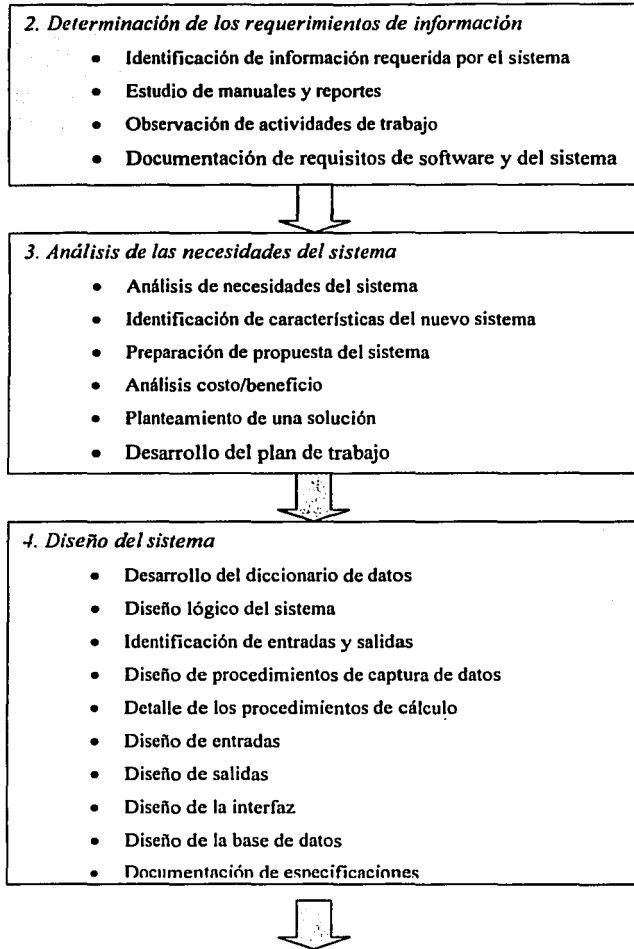 2. Determinación de los requerimientos de información
• Identificación de información requerida por el sistema
• Estudio de manuales y reportes
• Observación de actividades de trabajo
• Documentación de requisitos de software y del sistema
3. Análisis de las necesidades del sistema
• Análisis de necesidades del sistema
• Identificación de características del nuevo sistema
• Preparación de propuesta del sistema
• Análisis costo/beneficio
• Planteamiento de una solución
• Desarrollo del plan de trabajo
4. Diseño del sistema
• Desarrollo del diccionario de datos
• Diseño lógico del sistema
• Identificación de entradas y salidas
• Diseño de procedimientos de captura de datos
• Detalle de los procedimientos de cálculo
• Diseño de entradas
• Diseño de salidas
• Diseño de la interfaz
• Diseño de la base de datos
• Documentación de especificaciones